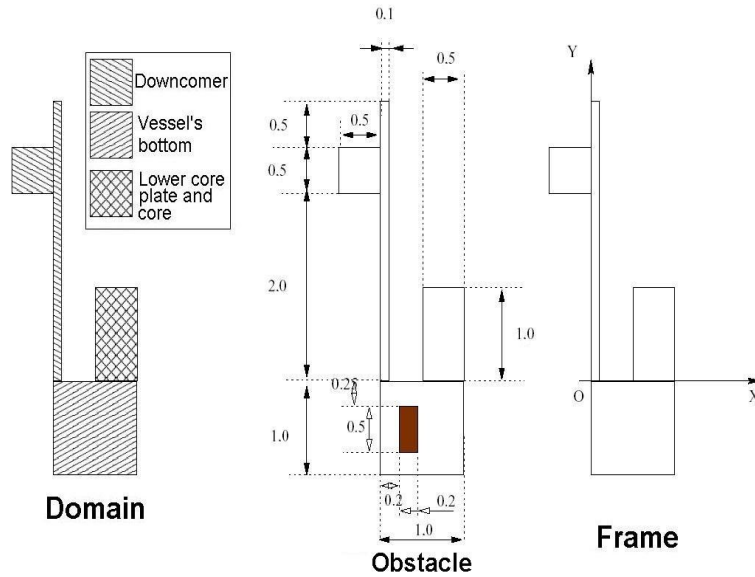 Downcomer
Vessel's
bottom
Lower core
plate and
core
Domain
0.1
0.5
0.5
0.5
0.5
2.0
1.0
0.25
0.5
1.0
0.2
0.2
1.0
Obstacle
Y
O
X
Frame